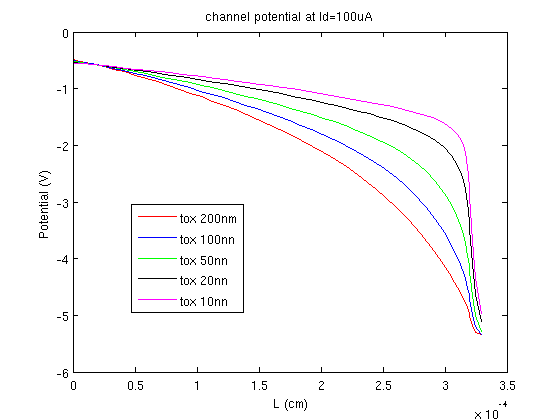 channel potential at Id=100uA
0
-1
-2
-3
-4
-5
-6
Potential (V)
tox 200nm
tox 100nn
tox 50nn
tox 20nn
tox 10nn
0 0.5 1 1.5 2 2.5 3 3.5
L (cm)
x 10 -4